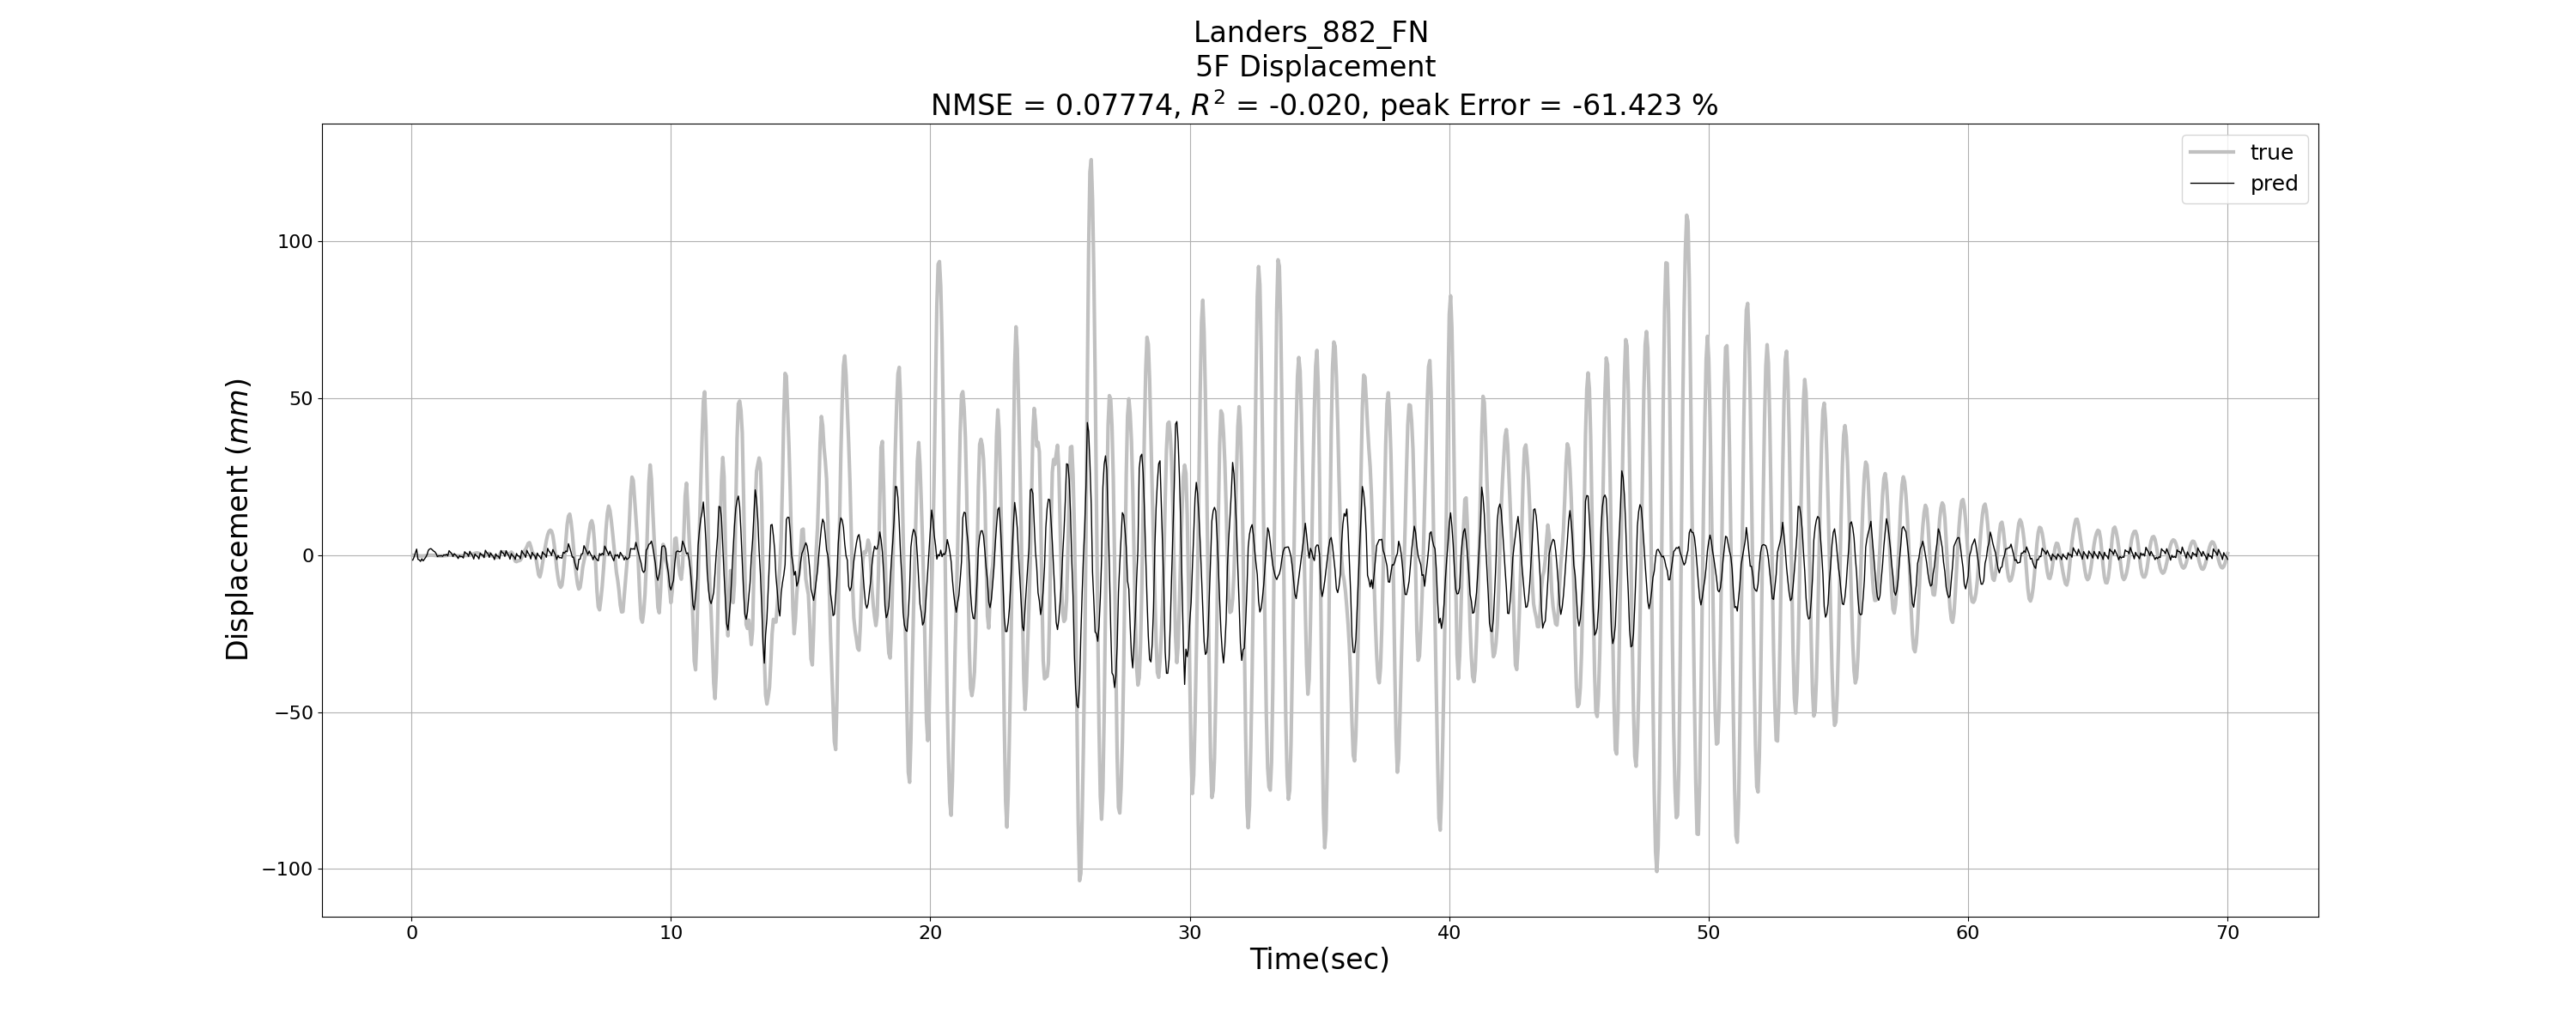 Landers_882_FN
5F Displacement
NMSE = 0.07774, R² = -0.020, peak Error = -61.423 %
true
pred
Displacement (mm)
100
50
0
−50
−100
0 10 20 30 40 50 60 70
Time(sec)